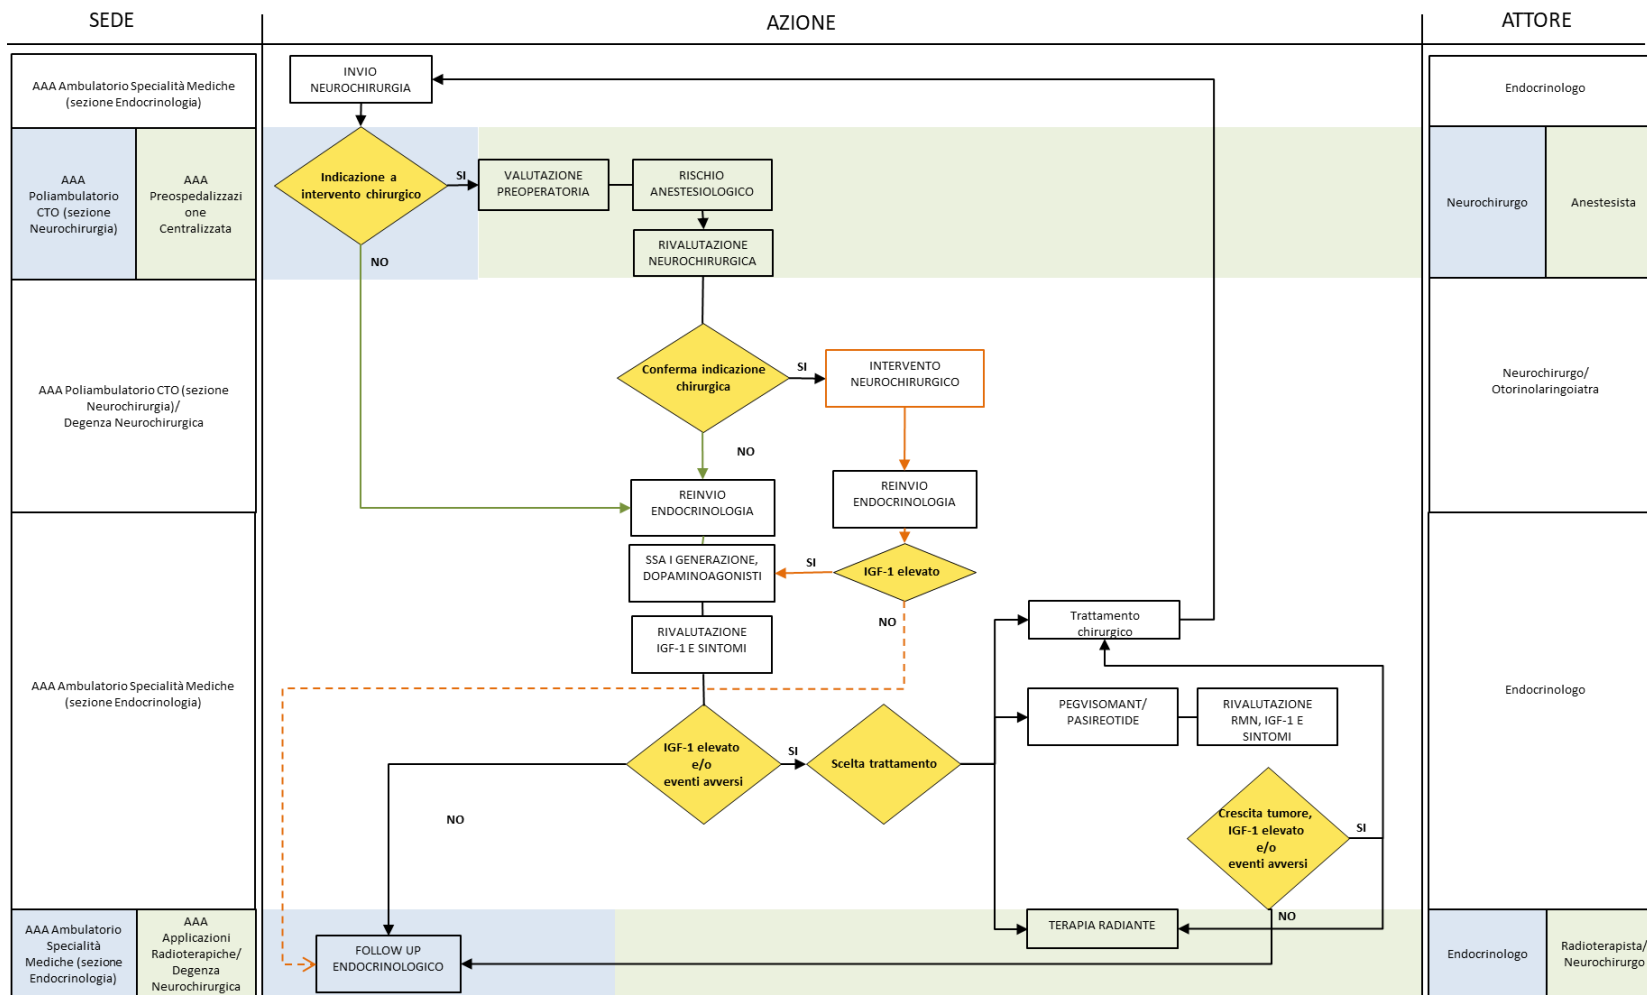 SEDE
AZIONE
ATTORE
AAA Ambulatorio Specialità Mediche
(sezione Endocrinologia)
INVIO
NEUROCHIRURGIA
Endocrinologo
AAA
Poliambulatorio
CTO (sezione
Neurochirurgia)
AAA
Preospedalizzazi
one
Centralizzata
Indicazione a
intervento chirurgico
SI
VALUTAZIONE
PREOPERATORIA
RISCHIO
ANESTESIOLOGICO
RIVALUTAZIONE
NEUROCHIRURGICA
NO
Neurochirurgo
Anestesista
AAA Poliambulatorio CTO (sezione
Neurochirurgia)/
Degenza Neurochirurgica
Conferma indicazione
chirurgica
SI
INTERVENTO
NEUROCHIRURGICO
NO
REINVIO
ENDOCRINOLOGIA
REINVIO
ENDOCRINOLOGIA
Neurochirurgo/
Otorinolaringoiatra
AAA Ambulatorio Specialità Mediche
(sezione Endocrinologia)
SSA I GENERAZIONE,
DOPAMINOAGONISTI
SI
IGF-1 elevato
NO
RIVALUTAZIONE
IGF-1 E SINTOMI
Trattamento
chirurgico
PEGVISOMANT/
PASIREOTIDE
RIVALUTAZIONE
RMN, IGF-1 E
SINTOMI
IGF-1 elevato
e/o
eventi avversi
SI
Scelta trattamento
NO
Crescita tumore,
IGF-1 elevato
e/o
eventi avversi
SI
NO
Endocrinologo
AAA Ambulatorio
Specialità
Mediche (sezione
Endocrinologia)
AAA
Applicazioni
Radioterapiche/
Degenza
Neurochirurgica
FOLLOW UP
ENDOCRINOLOGICO
TERAPIA RADIANTE
Endocrinologo
Radioterapista/
Neurochirurgo